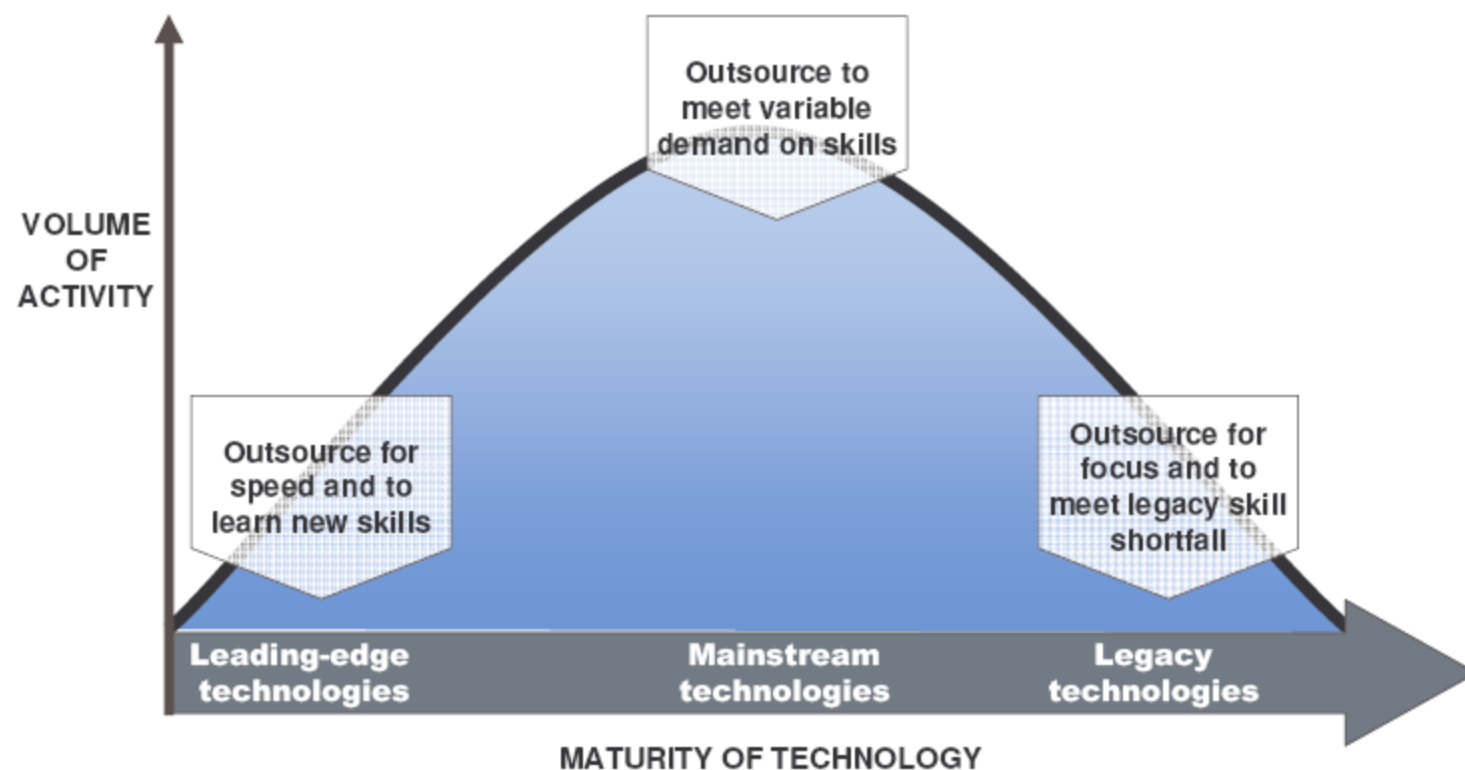 Outsource to
meet variable
demand on skills
VOLUME
OF
ACTIVITY
Outsource for
speed and to
learn new skills
Outsource for
focus and to
meet legacy skill
shortfall
Leading-edge
technologies
Mainstream
technologies
Legacy
technologies
MATURITY OF TECHNOLOGY